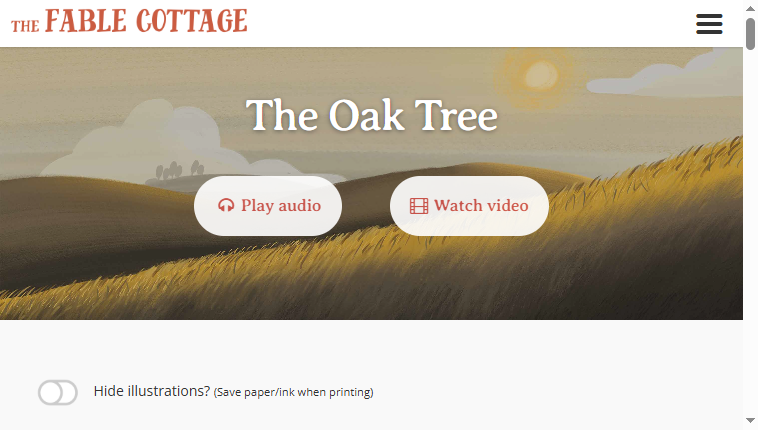 THE FABLE COTTAGE
The Oak Tree
Play audio
Watch video
Hide illustrations? (Save paper/ink when printing)